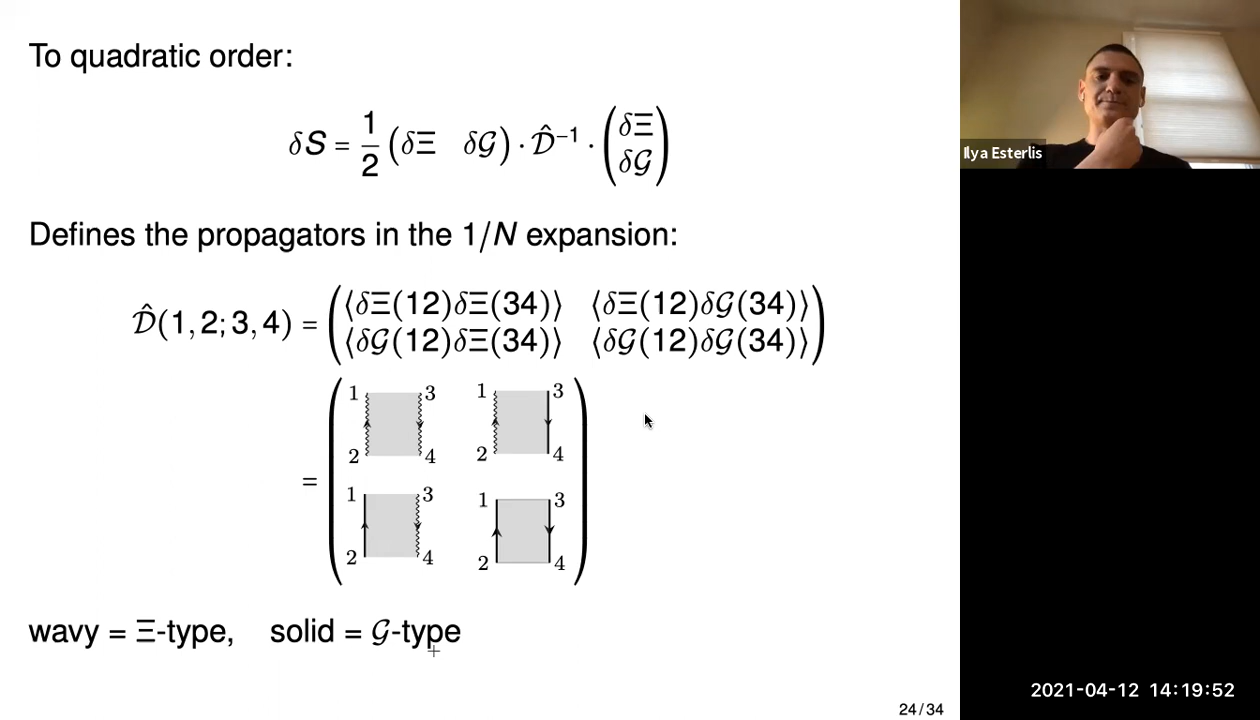 To quadratic order:
δS = 1/2 (δΞ δ𝒢) · 𝒟̂⁻¹ · (δΞ
δ𝒢)
Defines the propagators in the 1/N expansion:
𝒟̂(1, 2; 3, 4) = (⟨δΞ(12)δΞ(34)⟩ ⟨δΞ(12)δ𝒢(34)⟩
⟨δ𝒢(12)δΞ(34)⟩ ⟨δ𝒢(12)δ𝒢(34)⟩)
= (
1 3 1 3
2 4 2 4
1 3 1 3
2 4 2 4
)
wavy = Ξ-type, solid = 𝒢-type
24/34
Ilya Esterlis
2021-04-12 14:19:52